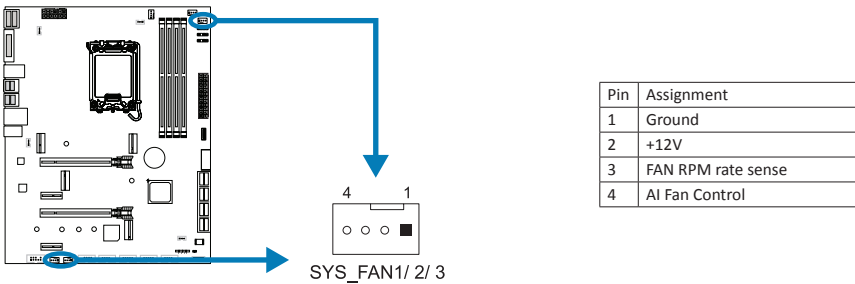 4 1
SYS_FAN1/ 2/ 3
Pin Assignment
1 Ground
2 +12V
3 FAN RPM rate sense
4 AI Fan Control